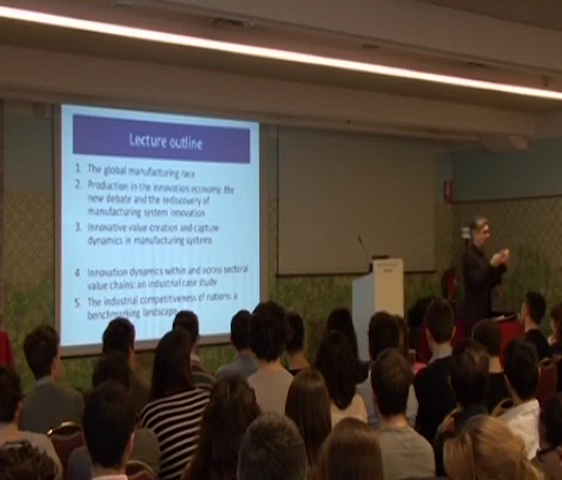 Lecture outline
1. The global manufacturing race
2. Production in the innovation economy: the
new debate and the rediscovery of
manufacturing system innovation
3. Innovative value creation and capture
dynamics in manufacturing systems
4. Innovation dynamics within and across sectoral
value chains: an industrial case study
5. The industrial competitiveness of nations: a
benchmarking landscape